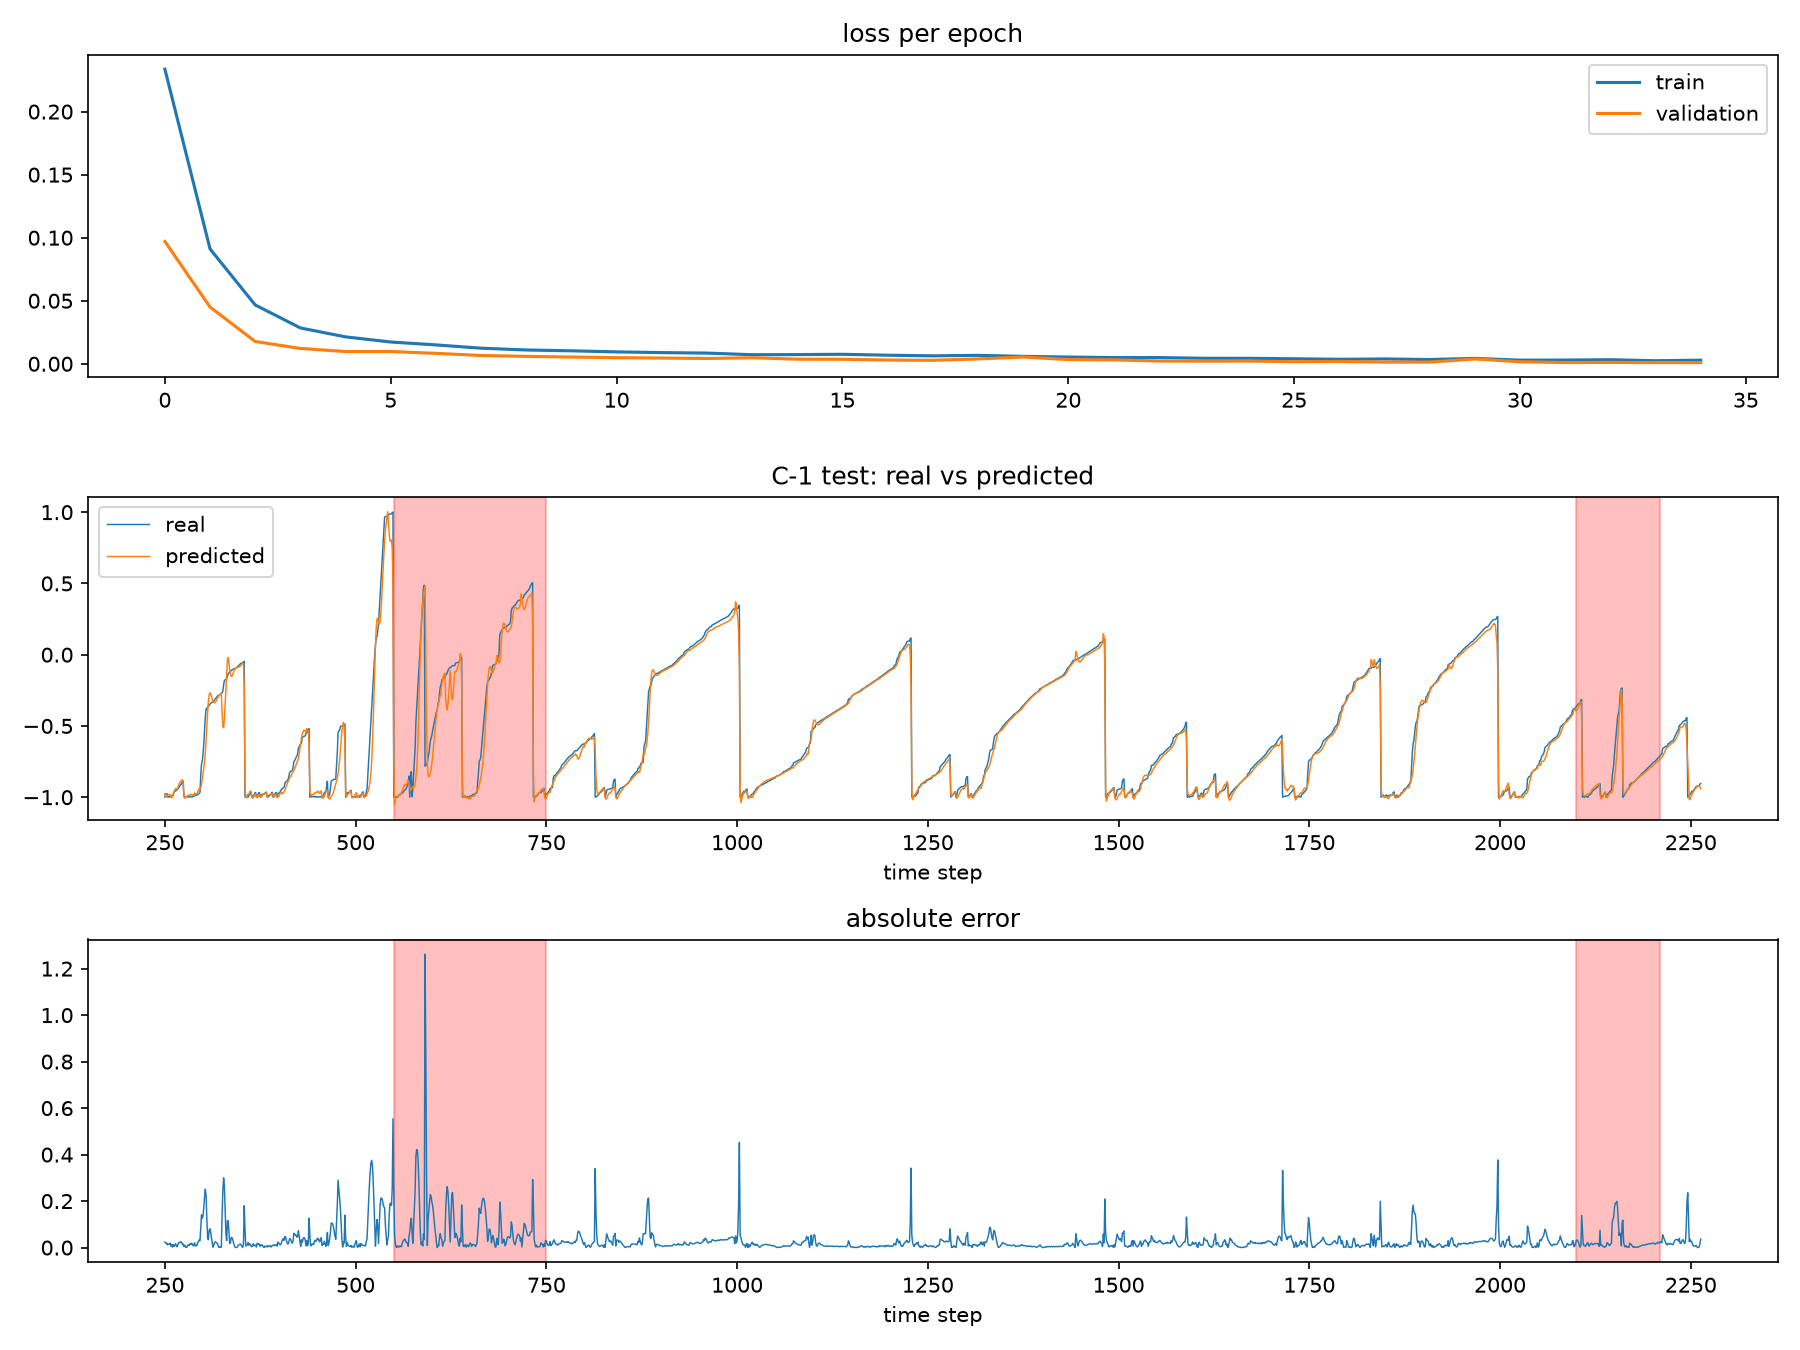 loss per epoch
train
validation
0.20
0.15
0.10
0.05
0.00
0 5 10 15 20 25 30 35
C-1 test: real vs predicted
real
predicted
1.0
0.5
0.0
−0.5
−1.0
250 500 750 1000 1250 1500 1750 2000 2250
time step
absolute error
1.2
1.0
0.8
0.6
0.4
0.2
0.0
250 500 750 1000 1250 1500 1750 2000 2250
time step